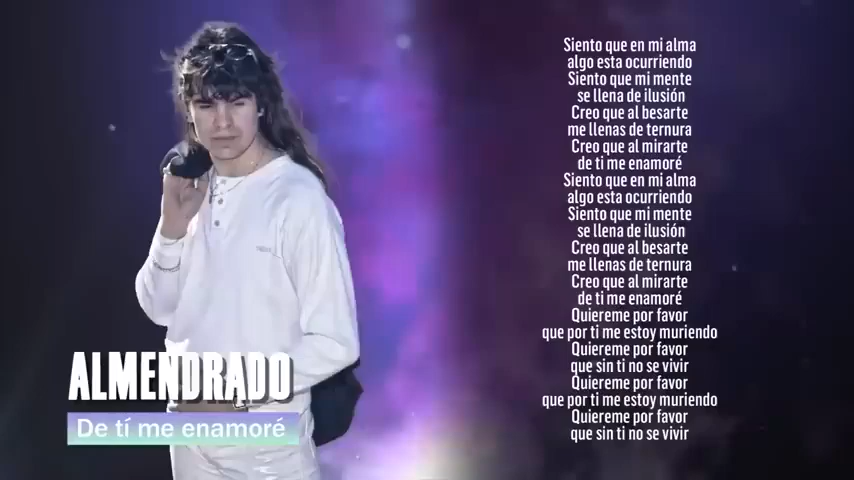 Siento que en mi alma
algo esta ocurriendo
Siento que mi mente
se llena de ilusión
Creo que al besarte
me llenas de ternura
Creo que al mirarte
de ti me enamoré
Siento que en mi alma
algo esta ocurriendo
Siento que mi mente
se llena de ilusión
Creo que al besarte
me llenas de ternura
Creo que al mirarte
de ti me enamoré
Quiereme por favor
que por ti me estoy muriendo
Quiereme por favor
que sin ti no se vivir
Quiereme por favor
que por ti me estoy muriendo
Quiereme por favor
que sin ti no se vivir
ALMENDRADO
De tí me enamoré